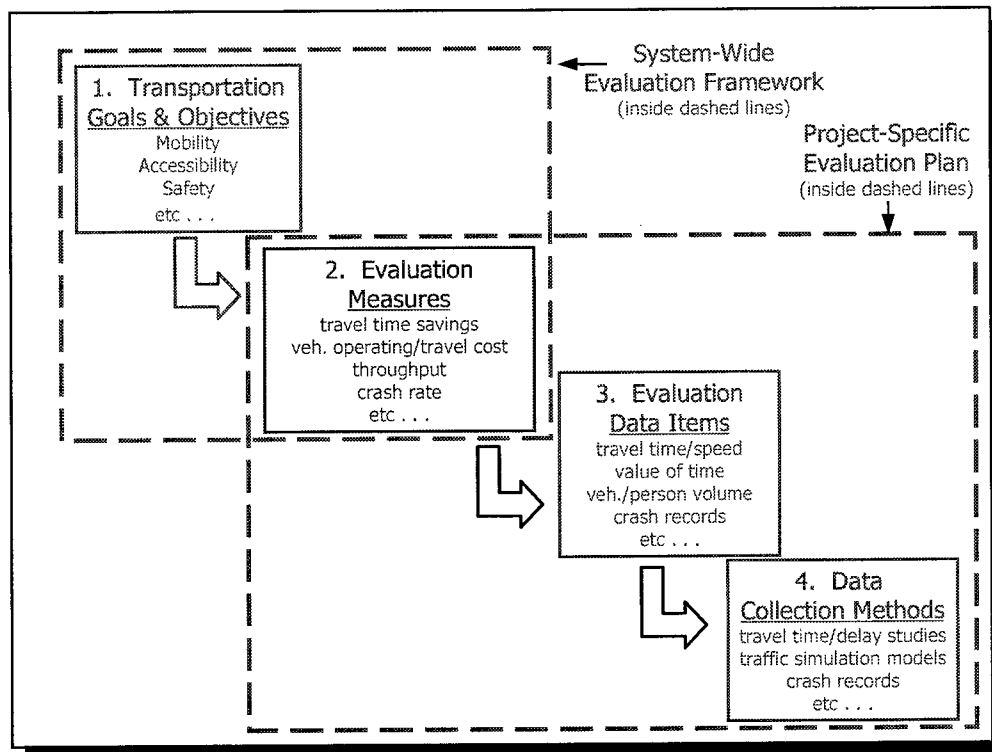 System-Wide
Evaluation Framework
(inside dashed lines)
Project-Specific
Evaluation Plan
(inside dashed lines)
1. Transportation
Goals & Objectives
Mobility
Accessibility
Safety
etc . . .
2. Evaluation
Measures
travel time savings
veh. operating/travel cost
throughput
crash rate
etc . . .
3. Evaluation
Data Items
travel time/speed
value of time
veh./person volume
crash records
etc . . .
4. Data
Collection Methods
travel time/delay studies
traffic simulation models
crash records
etc . . .